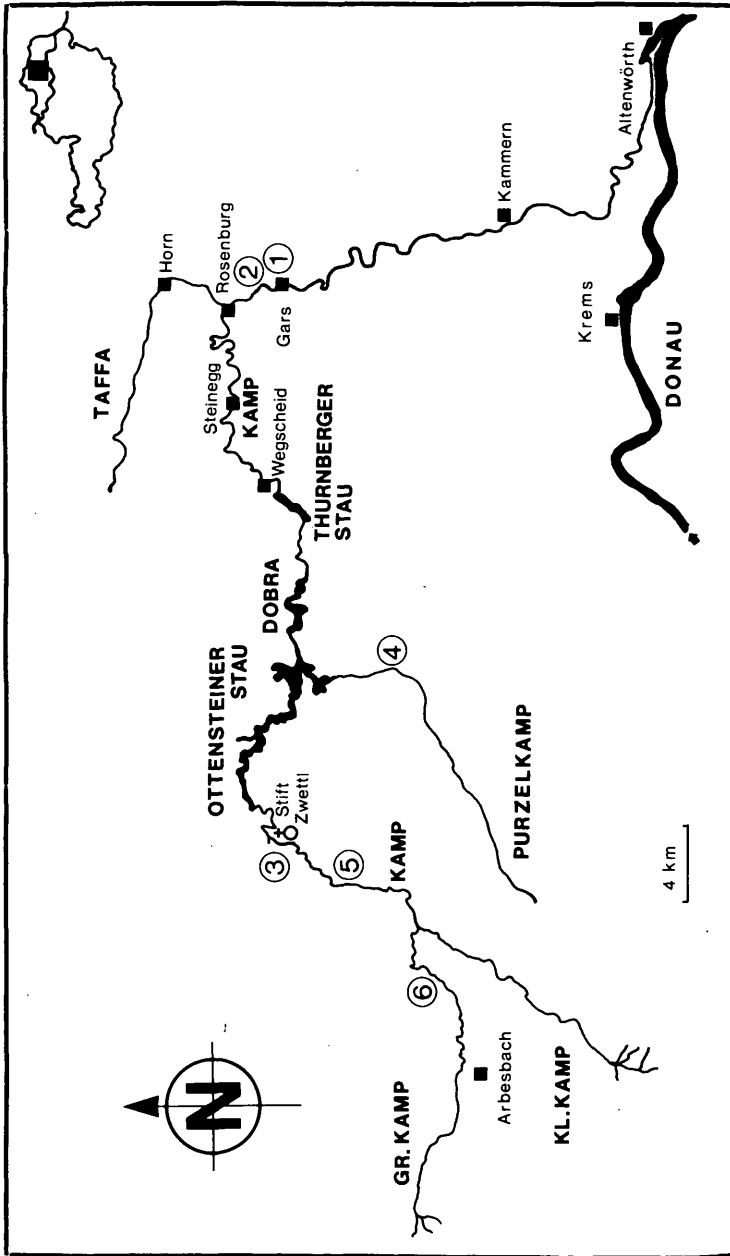 N
TAFFA
Horn
Rosenburg
②
①
Gars
Steinegg
KAMP
Wegscheid
THURNBERGER
STAU
DOBRA
OTTENSTEINER
STAU
Stift
Zwettl
③
⑤
KAMP
④
PURZELKAMP
⑥
GR. KAMP
Arbesbach
KL. KAMP
4 km
Kammern
Altenwörth
Krems
DONAU